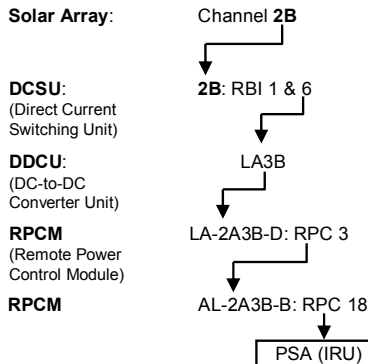 Solar Array: Channel 2B
DCSU: 2B: RBI 1 & 6
(Direct Current
Switching Unit)
DDCU: LA3B
(DC-to-DC
Converter Unit)
RPCM LA-2A3B-D: RPC 3
(Remote Power
Control Module)
RPCM AL-2A3B-B: RPC 18
PSA (IRU)